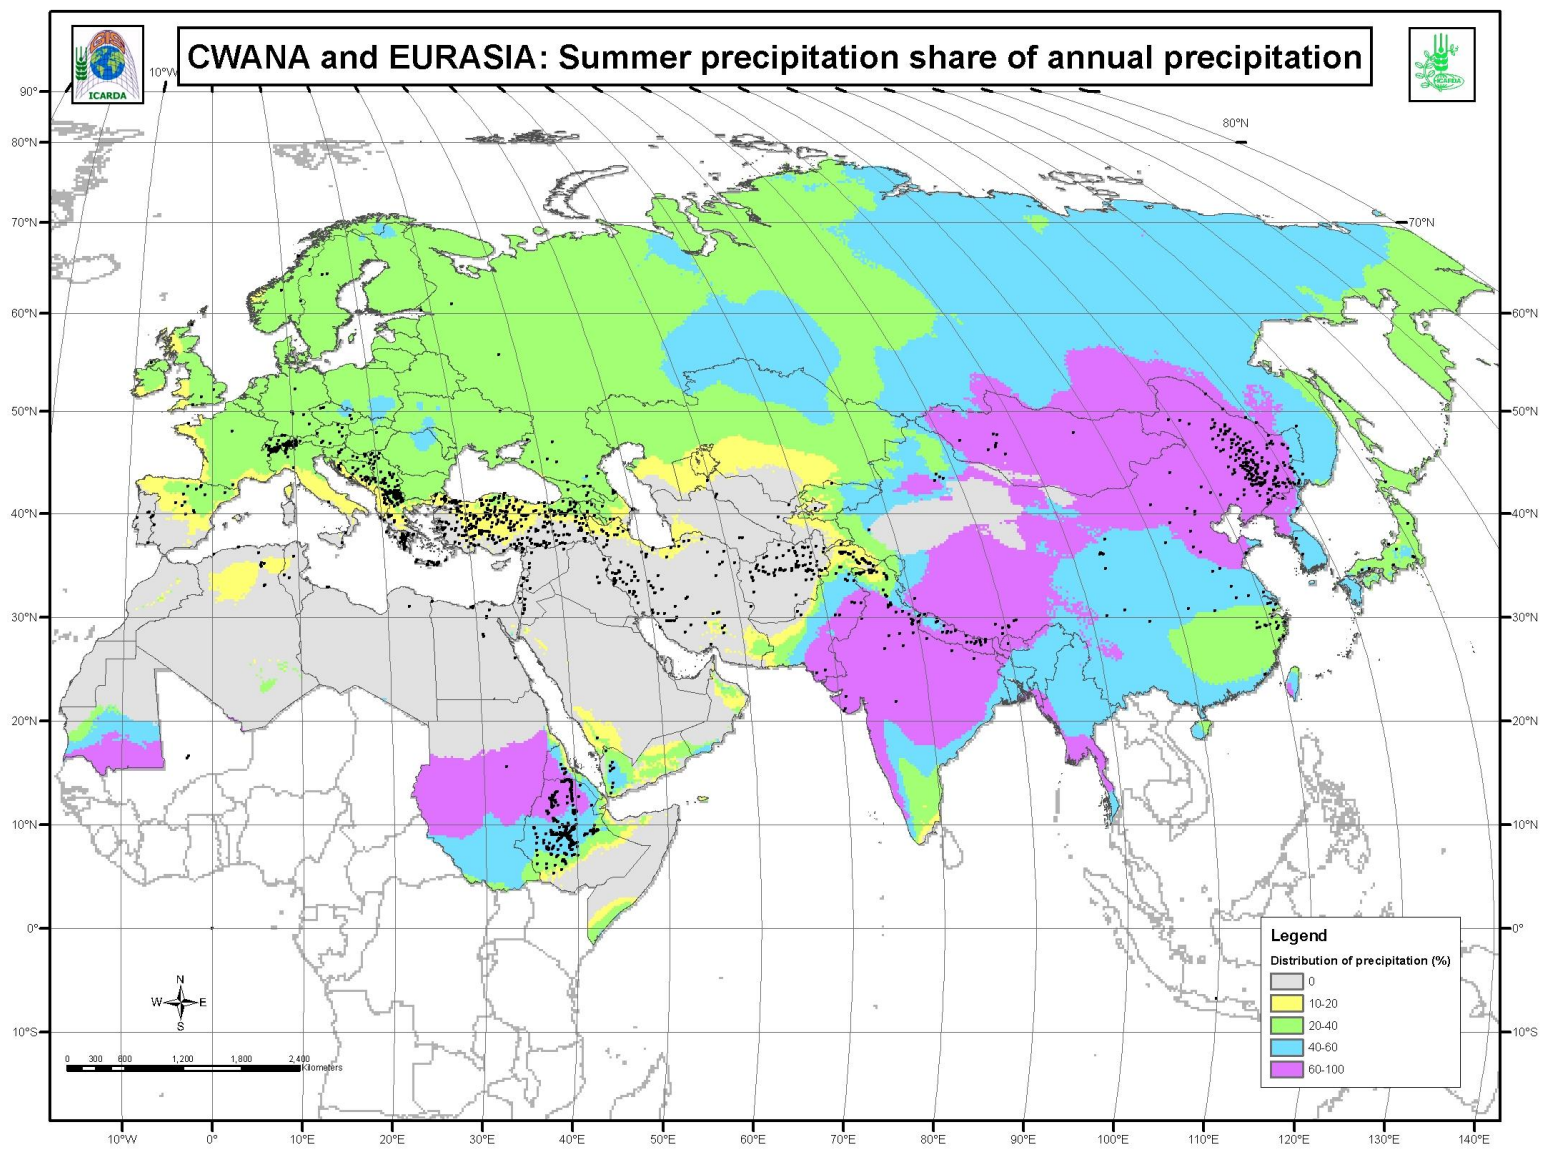 CWANA and EURASIA: Summer precipitation share of annual precipitation
GIS
ICARDA
ICARDA
10°W
80°N
90°
80°N
70°N
70°N
60°N
60°N
50°N
50°N
40°N
40°N
30°N
30°N
20°N
20°N
10°N
10°N
0°
0°
10°S
10°S
N
W E
S
0 300 600 1,200 1,800 2,400
Kilometers
Legend
Distribution of precipitation (%)
0
10-20
20-40
40-60
60-100
10°W 0° 10°E 20°E 30°E 40°E 50°E 60°E 70°E 80°E 90°E 100°E 110°E 120°E 130°E 140°E